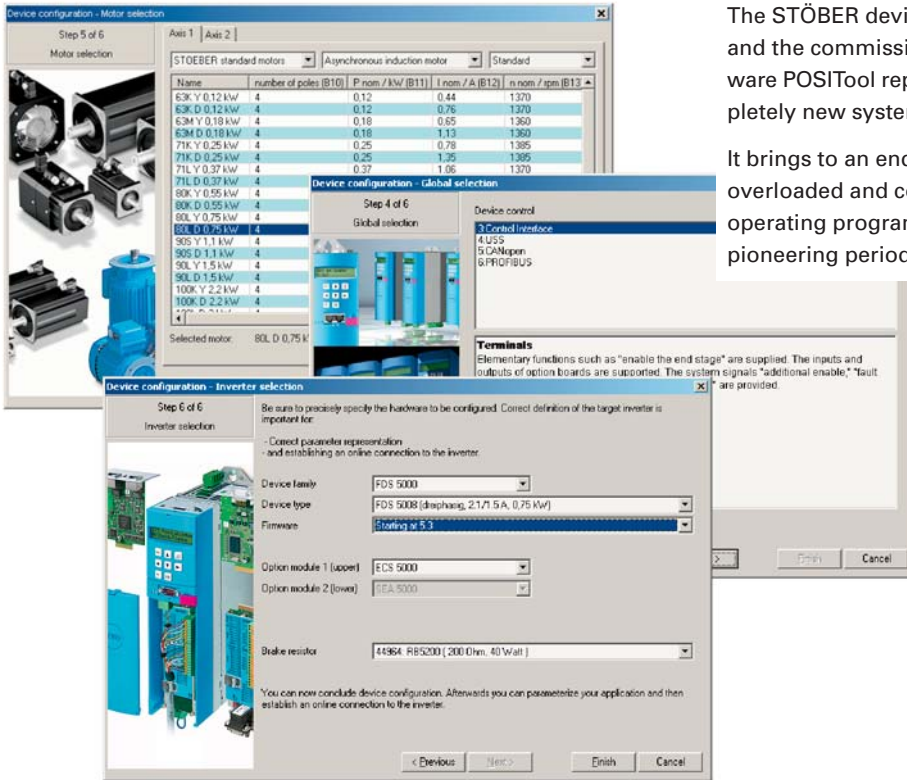 Device configuration - Motor selection
Step 5 of 6
Motor selection
Axis 1 Axis 2
STOEBER standard motors Asynchronous induction motor Standard
Name number of poles (B10) P nom / kW (B11) I nom / A (B12) n nom / rpm (B13
63K Y 0,12 kW 4 0,12 0,44 1370
63K D 0,12 kW 4 0,12 0,76 1370
63M Y 0,18 kW 4 0,18 0,65 1360
63M D 0,18 kW 4 0,18 1,13 1360
71K Y 0,25 kW 4 0,25 0,78 1385
71K D 0,25 kW 4 0,25 1,35 1385
71L Y 0,37 kW 4 0,37 1,06 1370
71L D 0,37 kW 4
80K Y 0,55 kW 4
80K D 0,55 kW 4
80L Y 0,75 kW 4
80L D 0,75 kW 4
90S Y 1,1 kW 4
90S D 1,1 kW 4
90L Y 1,5 kW 4
90L D 1,5 kW 4
100K Y 2,2 kW 4
100K D 2,2 kW 4
Selected motor: 80L D 0,75 k
The STÖBER devi
and the commissi
ware POSITool rep
pletely new system
It brings to an end
overloaded and co
operating program
pioneering period
Device configuration - Global selection
Step 4 of 6
Global selection
Device control
3:Control Interface
4:USS
5:CANopen
6:PROFIBUS
Terminals
Elementary functions such as "enable the end stage" are supplied. The inputs and
outputs of option boards are supported. The system signals "additional enable," "fault
" are provided.
> Finish Cancel
Device configuration - Inverter selection
Step 6 of 6
Inverter selection
Be sure to precisely specify the hardware to be configured. Correct definition of the target inverter is
important for:
- Correct parameter representation
- and establishing an online connection to the inverter.
Device family FDS 5000
Device type FDS 5008 (dreiphasig, 2,1/1.5 A, 0,75 kW)
Firmware Starting at 5.3
Option module 1 (upper) ECS 5000
Option module 2 (lower) SEA 5000
Brake resistor 44964: RB5200 ( 200 Ohm, 40 Watt )
You can now conclude device configuration. Afterwards you can parameterize your application and then
establish an online connection to the inverter.
< Previous Next > Finish Cancel